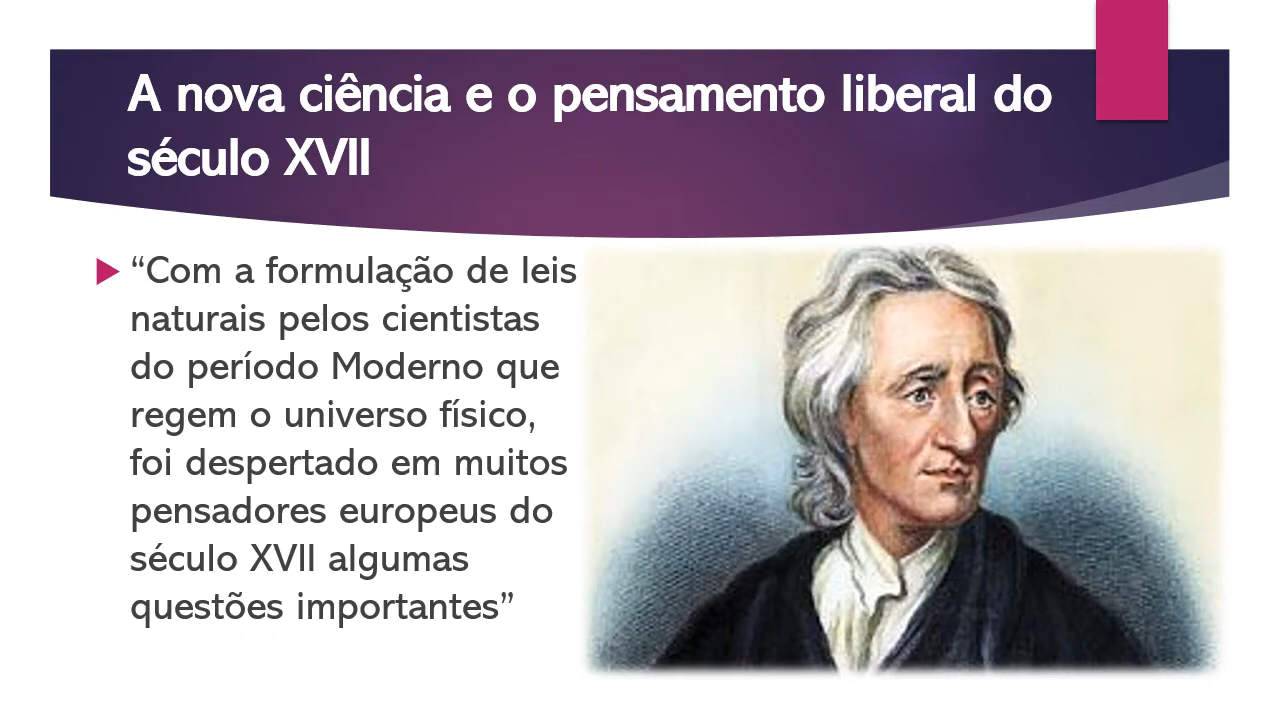 A nova ciência e o pensamento liberal do
século XVII
“Com a formulação de leis
naturais pelos cientistas
do período Moderno que
regem o universo físico,
foi despertado em muitos
pensadores europeus do
século XVII algumas
questões importantes”